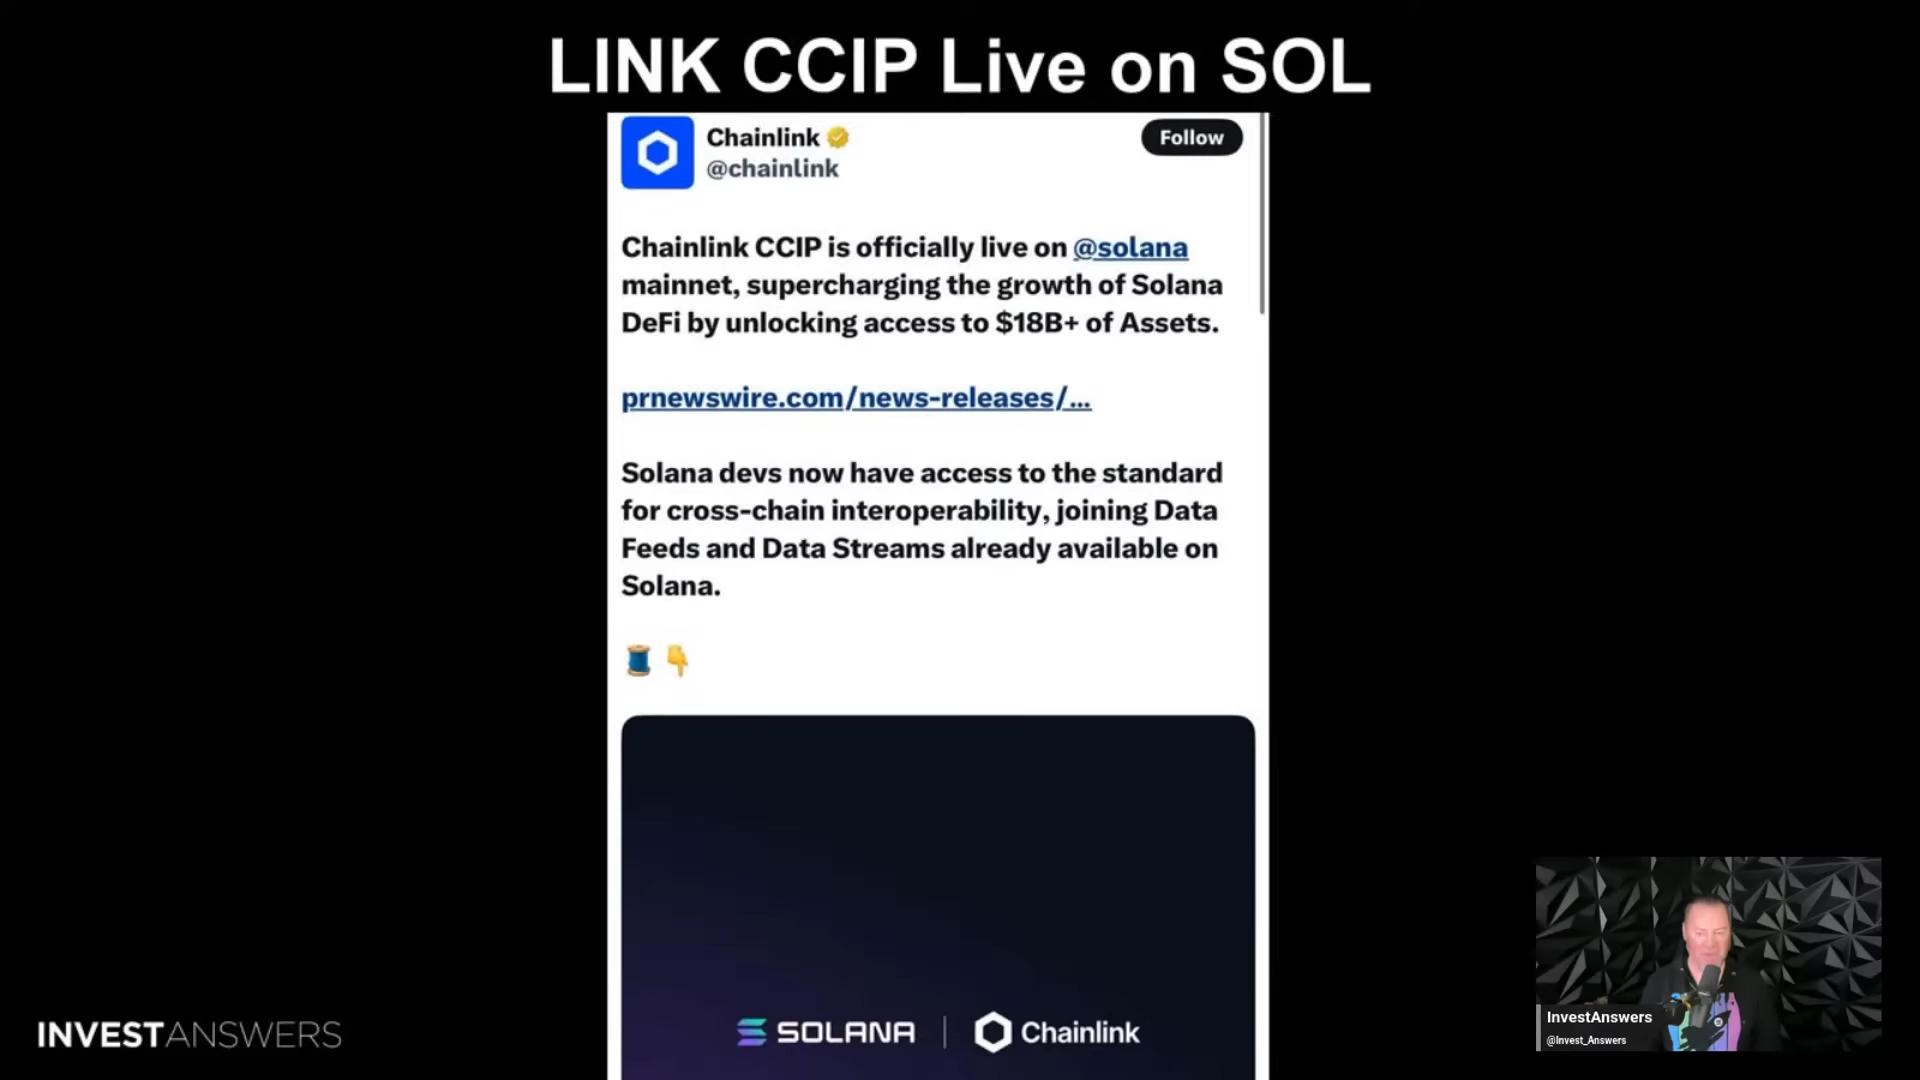 LINK CCIP Live on SOL
Chainlink
@chainlink
Follow
Chainlink CCIP is officially live on @solana
mainnet, supercharging the growth of Solana
DeFi by unlocking access to $18B+ of Assets.
prnewswire.com/news-releases/...
Solana devs now have access to the standard
for cross-chain interoperability, joining Data
Feeds and Data Streams already available on
Solana.
SOLANA | Chainlink
INVESTANSWERS
InvestAnswers
@Invest_Answers